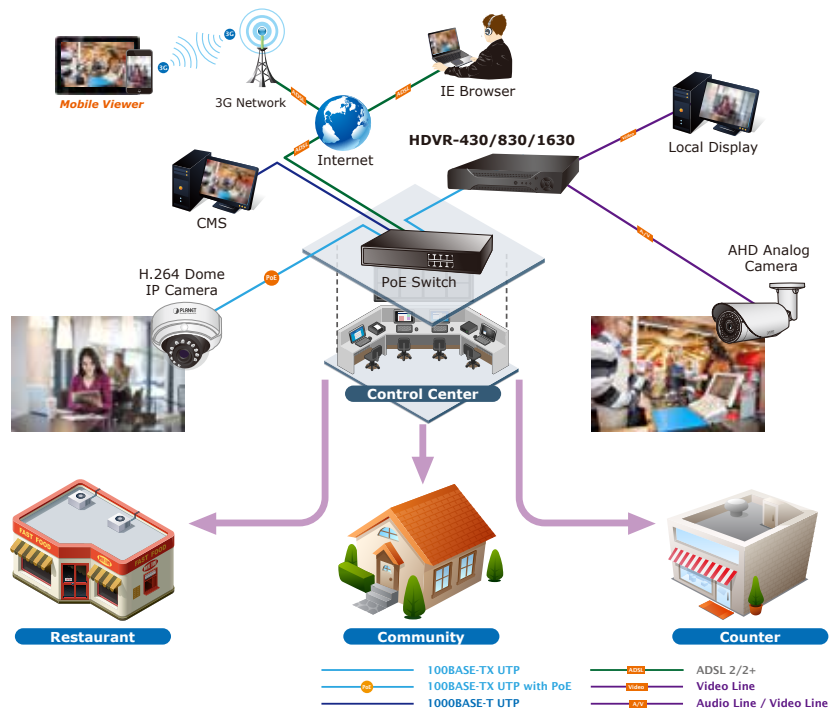 3G
3G
Mobile Viewer
3G Network
ADSL
ADSL
IE Browser
Internet
HDVR-430/830/1630
Video
Local Display
ADSL
CMS
A/V
PoE
PoE Switch
H.264 Dome
IP Camera
PLANET
AHD Analog
Camera
Control Center
FAST FOOD
FAST FOOD
Restaurant
Community
Counter
100BASE-TX UTP
PoE
100BASE-TX UTP with PoE
1000BASE-T UTP
ADSL
ADSL 2/2+
Video
Video Line
A/V
Audio Line / Video Line